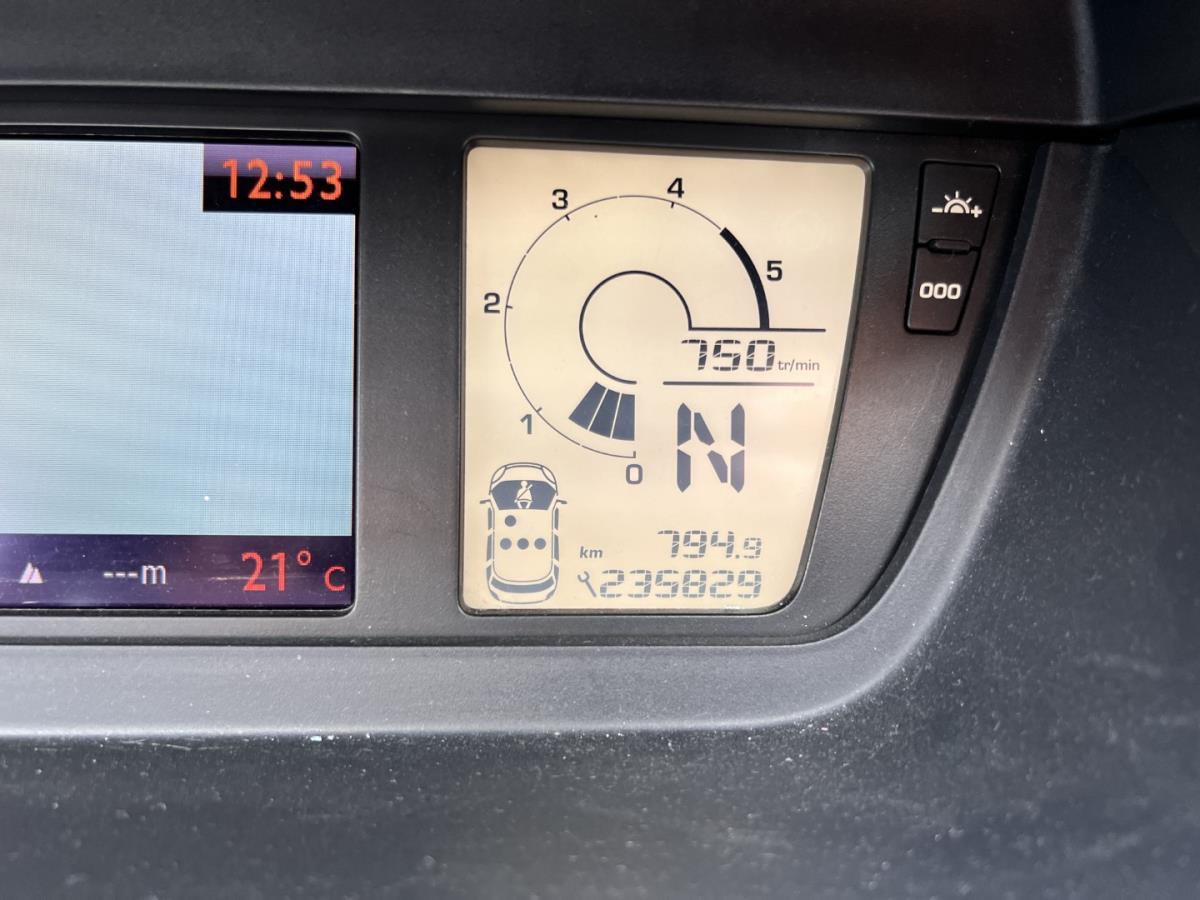 12:53
---m
21° C
0
1
2
3
4
5
750 tr/min
N
km 794.9
235829
- +
000